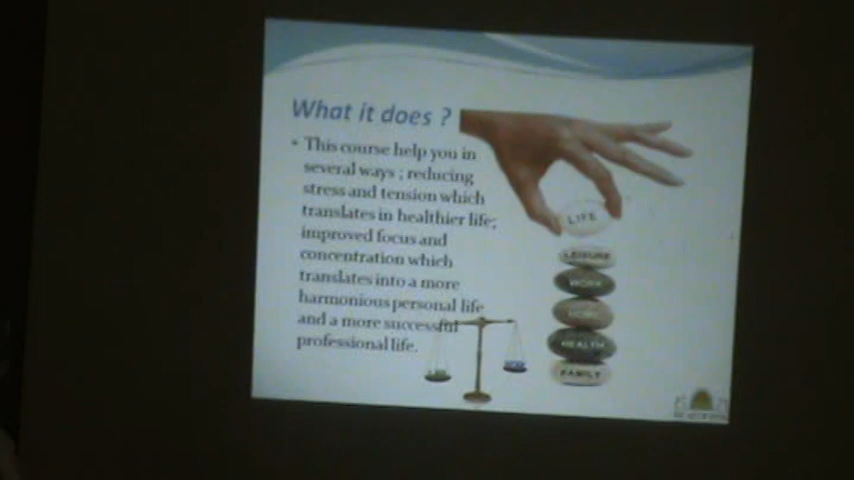 What it does ?
• This course help you in
several ways ; reducing
stress and tension which
translates in healthier life;
improved focus and
concentration which
translates into a more
harmonious personal life
and a more successful
professional life.
LIFE
LEISURE
WORK
HEALTH
FAMILY